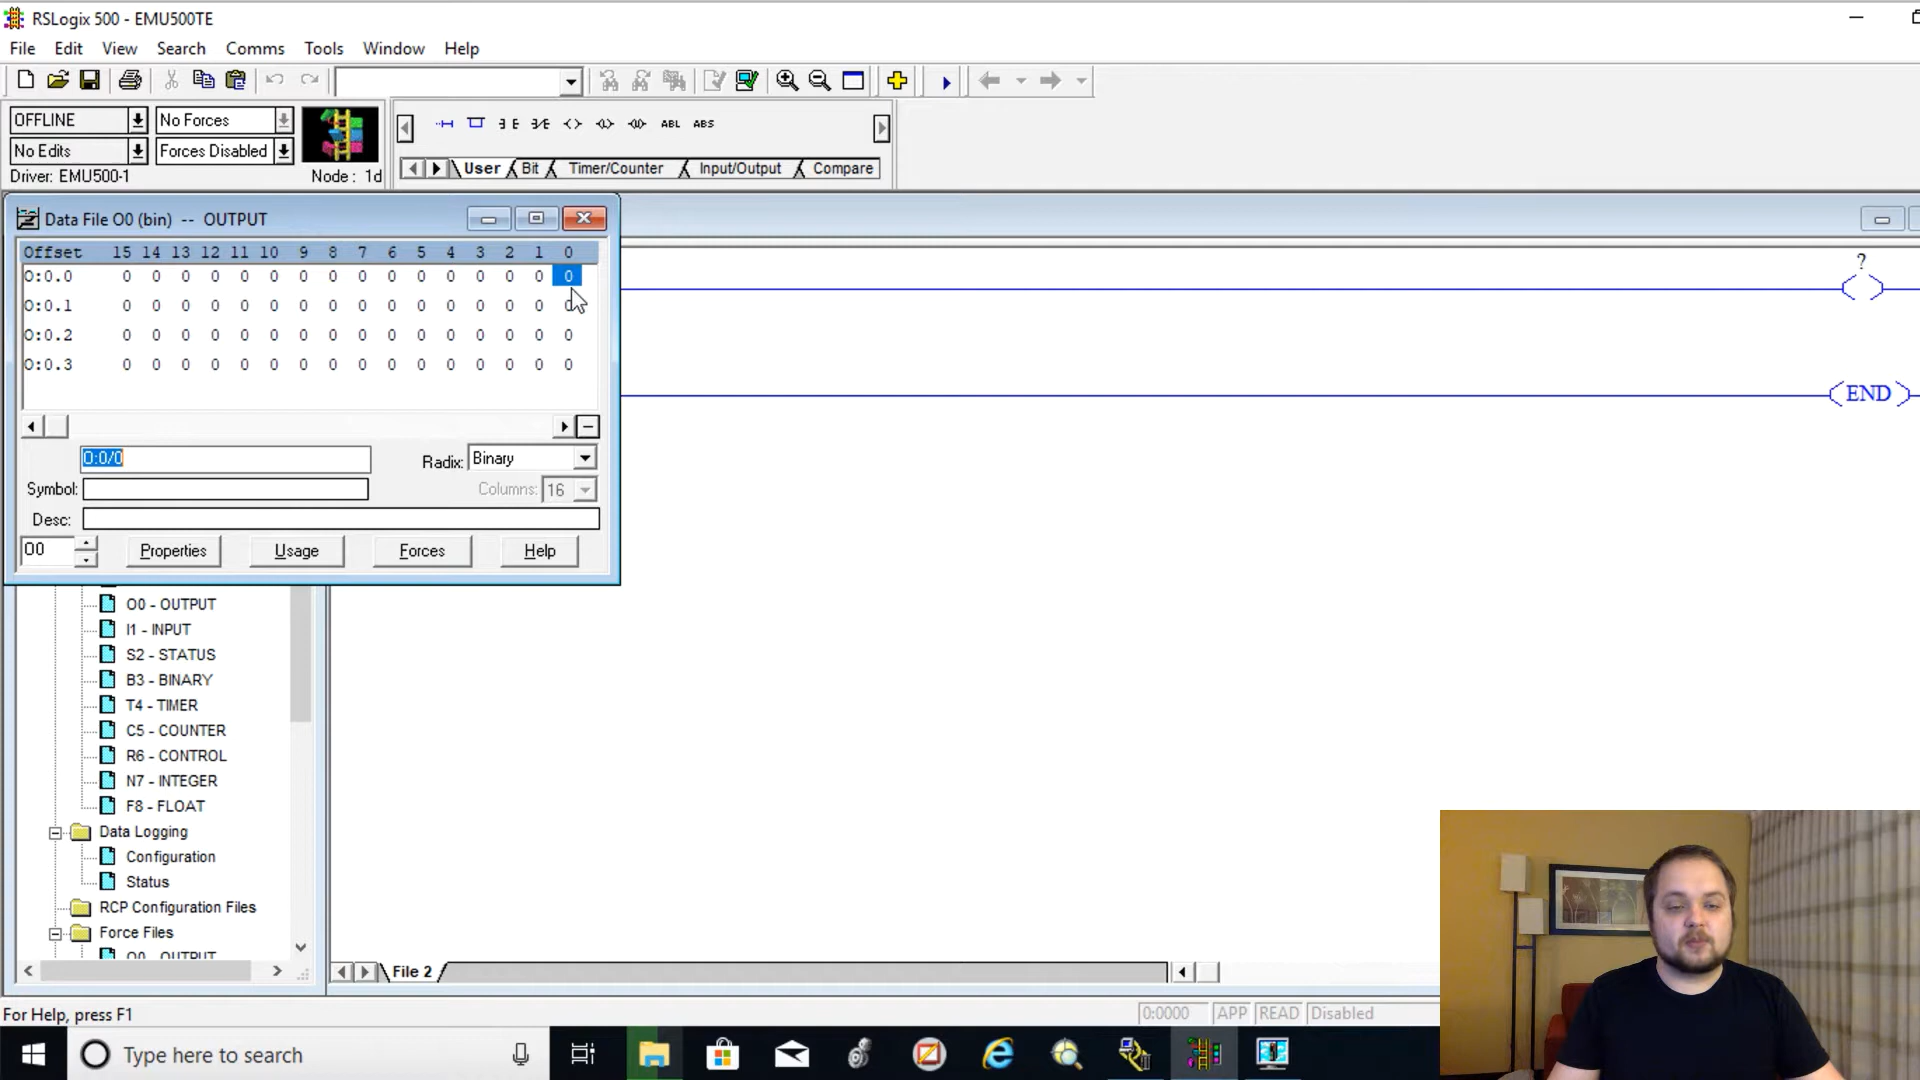 RSLogix 500 - EMU500TE
File Edit View Search Comms Tools Window Help
OFFLINE No Forces
No Edits Forces Disabled
Driver: EMU500-1 Node: 1d
ABL ABS
User Bit Timer/Counter Input/Output Compare
Data File O0 (bin) -- OUTPUT
Offset 15 14 13 12 11 10 9 8 7 6 5 4 3 2 1 0
O:0.0 0 0 0 0 0 0 0 0 0 0 0 0 0 0 0 0
O:0.1 0 0 0 0 0 0 0 0 0 0 0 0 0 0 0 0
O:0.2 0 0 0 0 0 0 0 0 0 0 0 0 0 0 0 0
O:0.3 0 0 0 0 0 0 0 0 0 0 0 0 0 0 0 0
O:0/0 Radix: Binary
Symbol: Columns: 16
Desc:
O0 Properties Usage Forces Help
?
END
O0 - OUTPUT
I1 - INPUT
S2 - STATUS
B3 - BINARY
T4 - TIMER
C5 - COUNTER
R6 - CONTROL
N7 - INTEGER
F8 - FLOAT
Data Logging
Configuration
Status
RCP Configuration Files
Force Files
O0 - OUTPUT
File 2
For Help, press F1
0:0000 APP READ Disabled
Type here to search